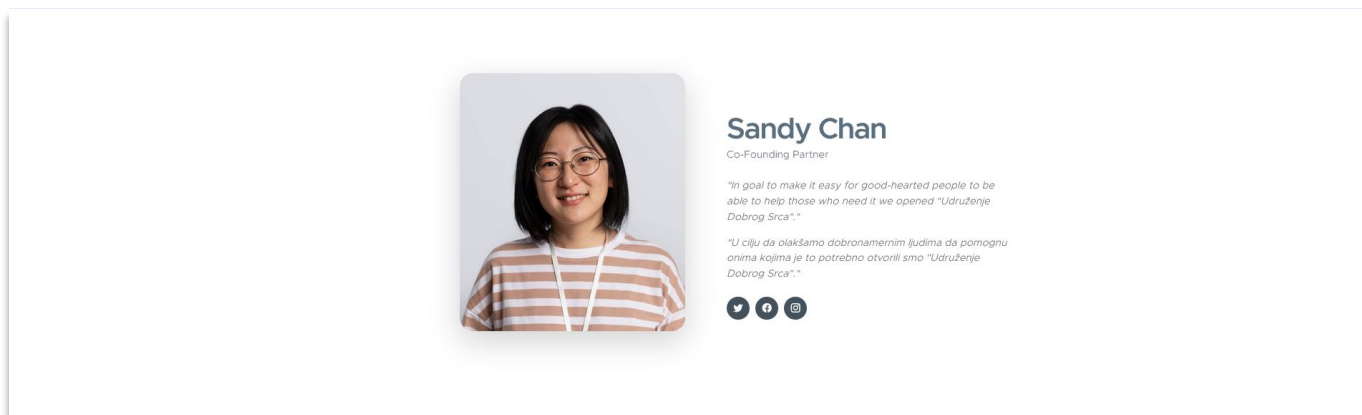 Sandy Chan
Co-Founding Partner
"In goal to make it easy for good-hearted people to be
able to help those who need it we opened "Udruženje
Dobrog Srca"."
"U cilju da olakšamo dobronamernim ljudima da pomognu
onima kojima je to potrebno otvorili smo "Udruženje
Dobrog Srca"."